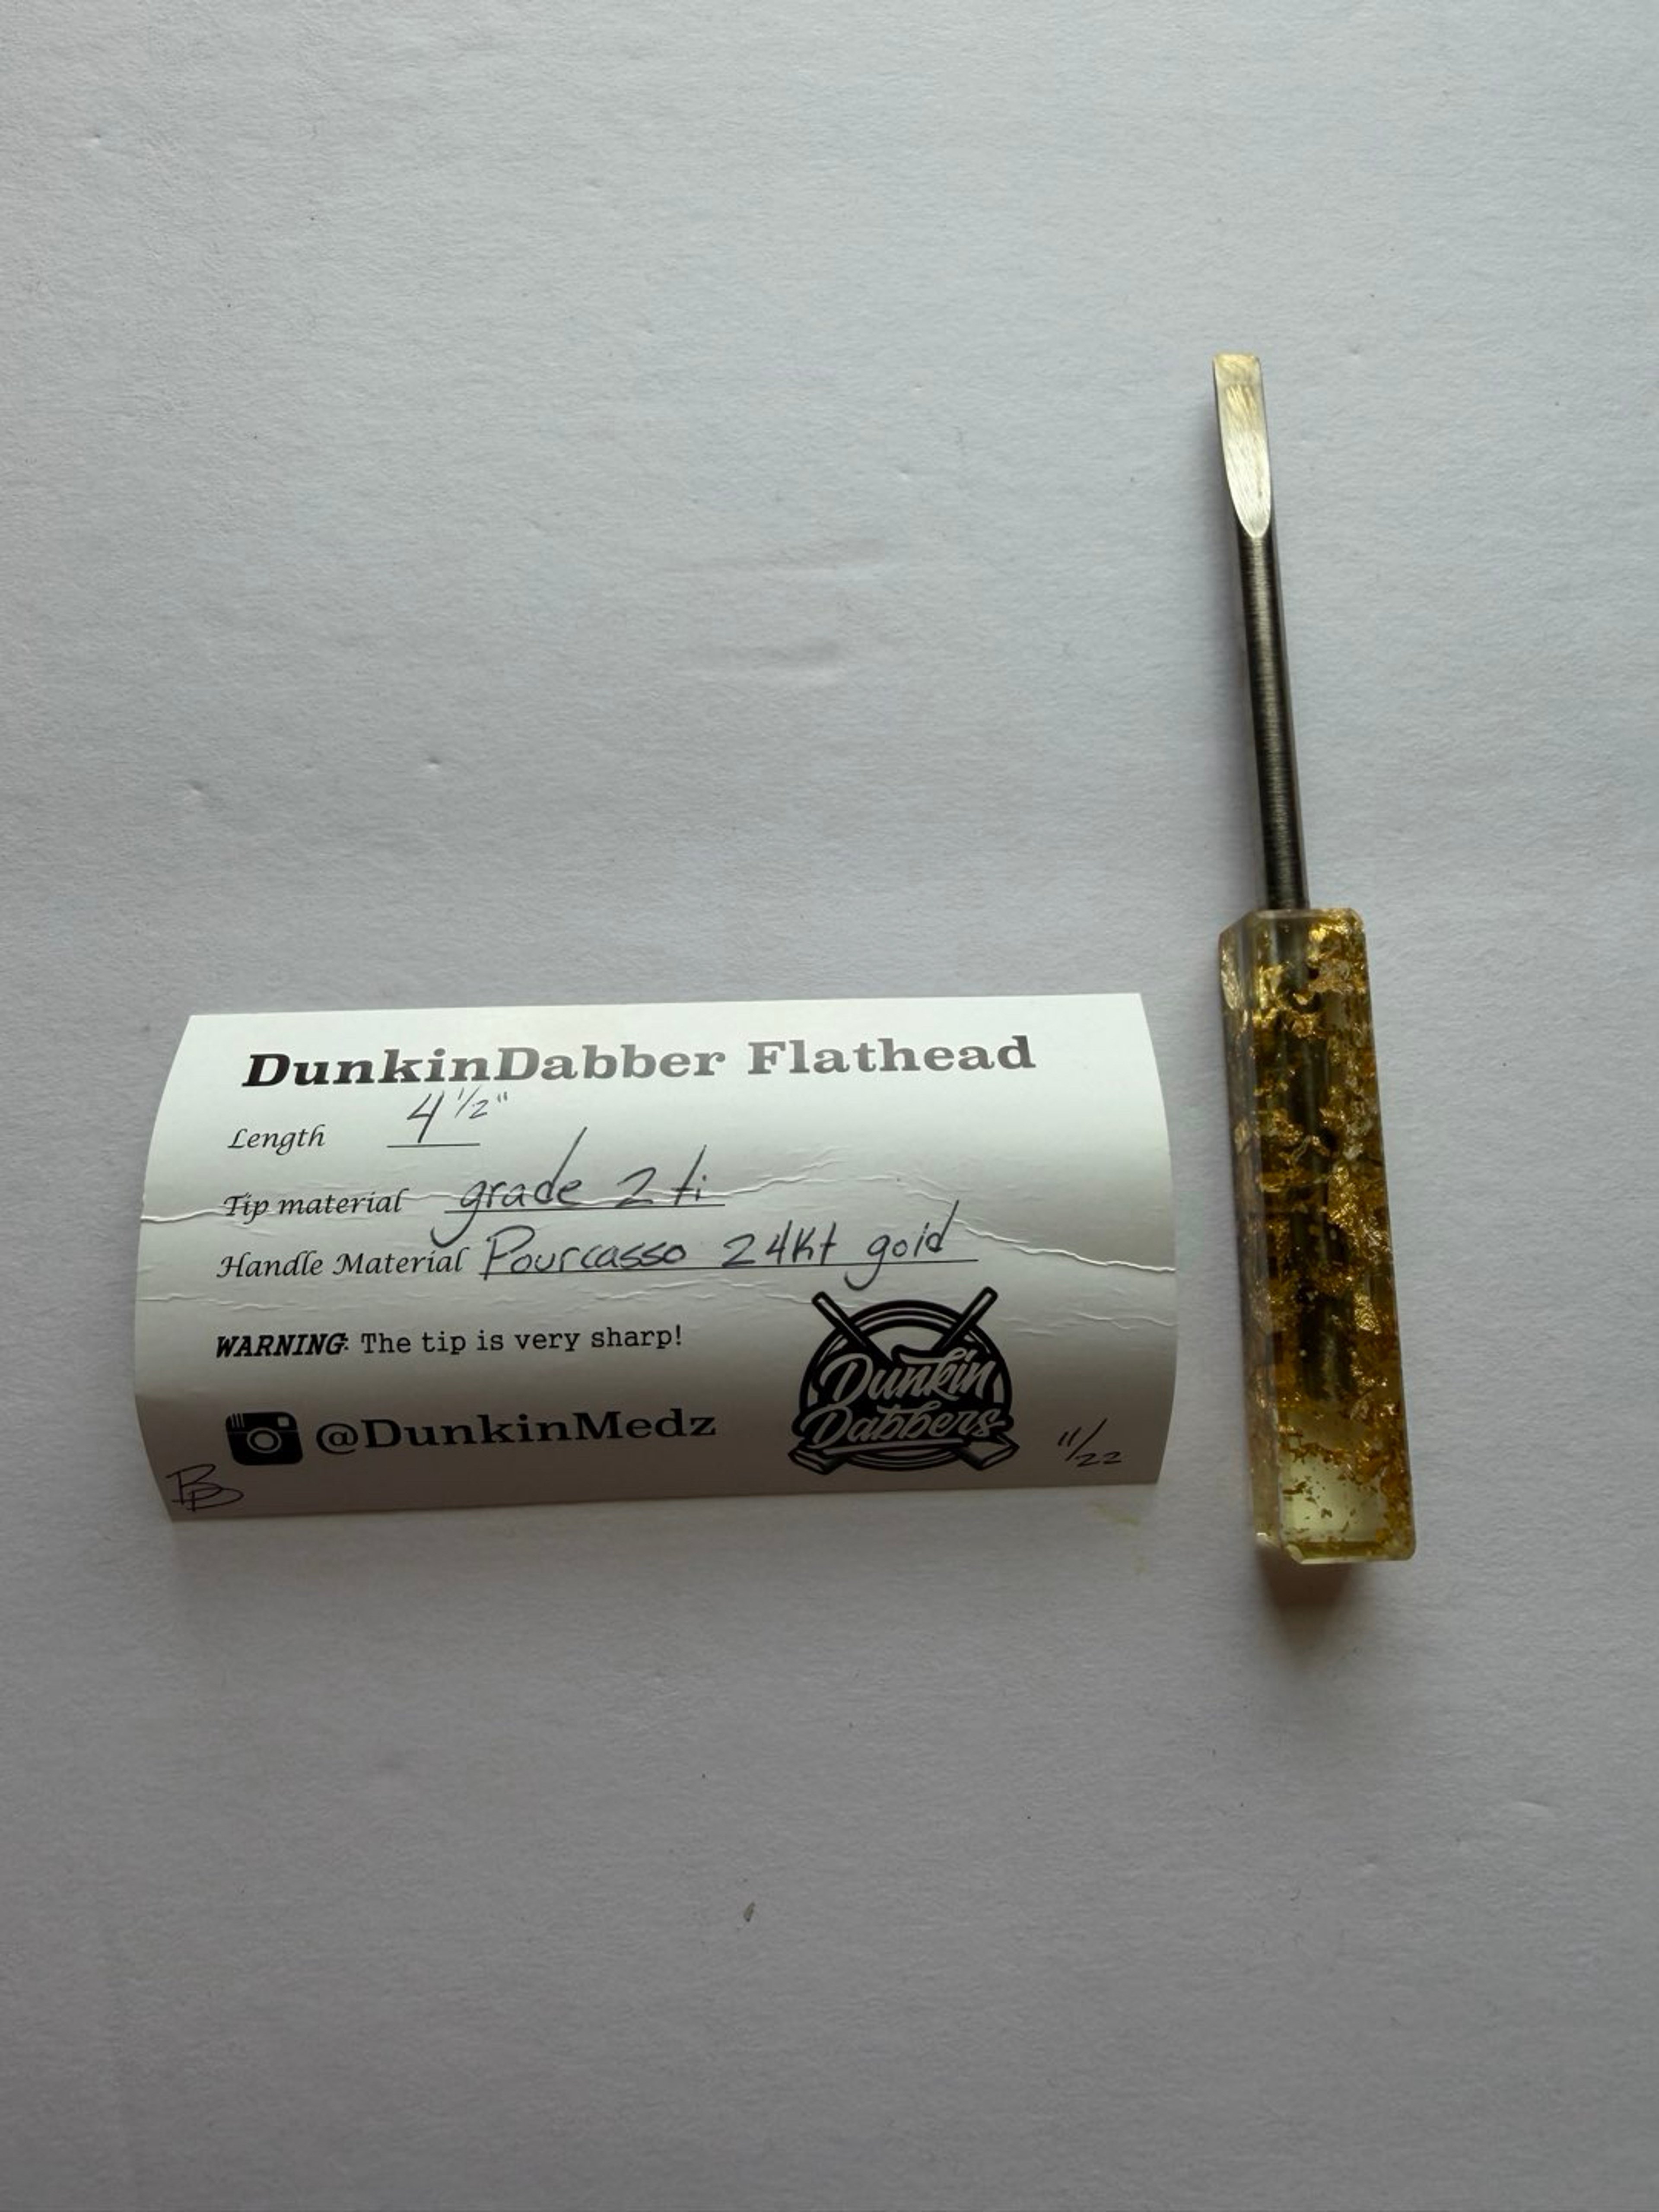 DunkinDabber Flathead
Length 4 1/2"
Tip material grade 2 ti
Handle Material Pourcasso 24Kt gold
WARNING: The tip is very sharp!
@DunkinMedz
Dunkin
Dabbers
11/22